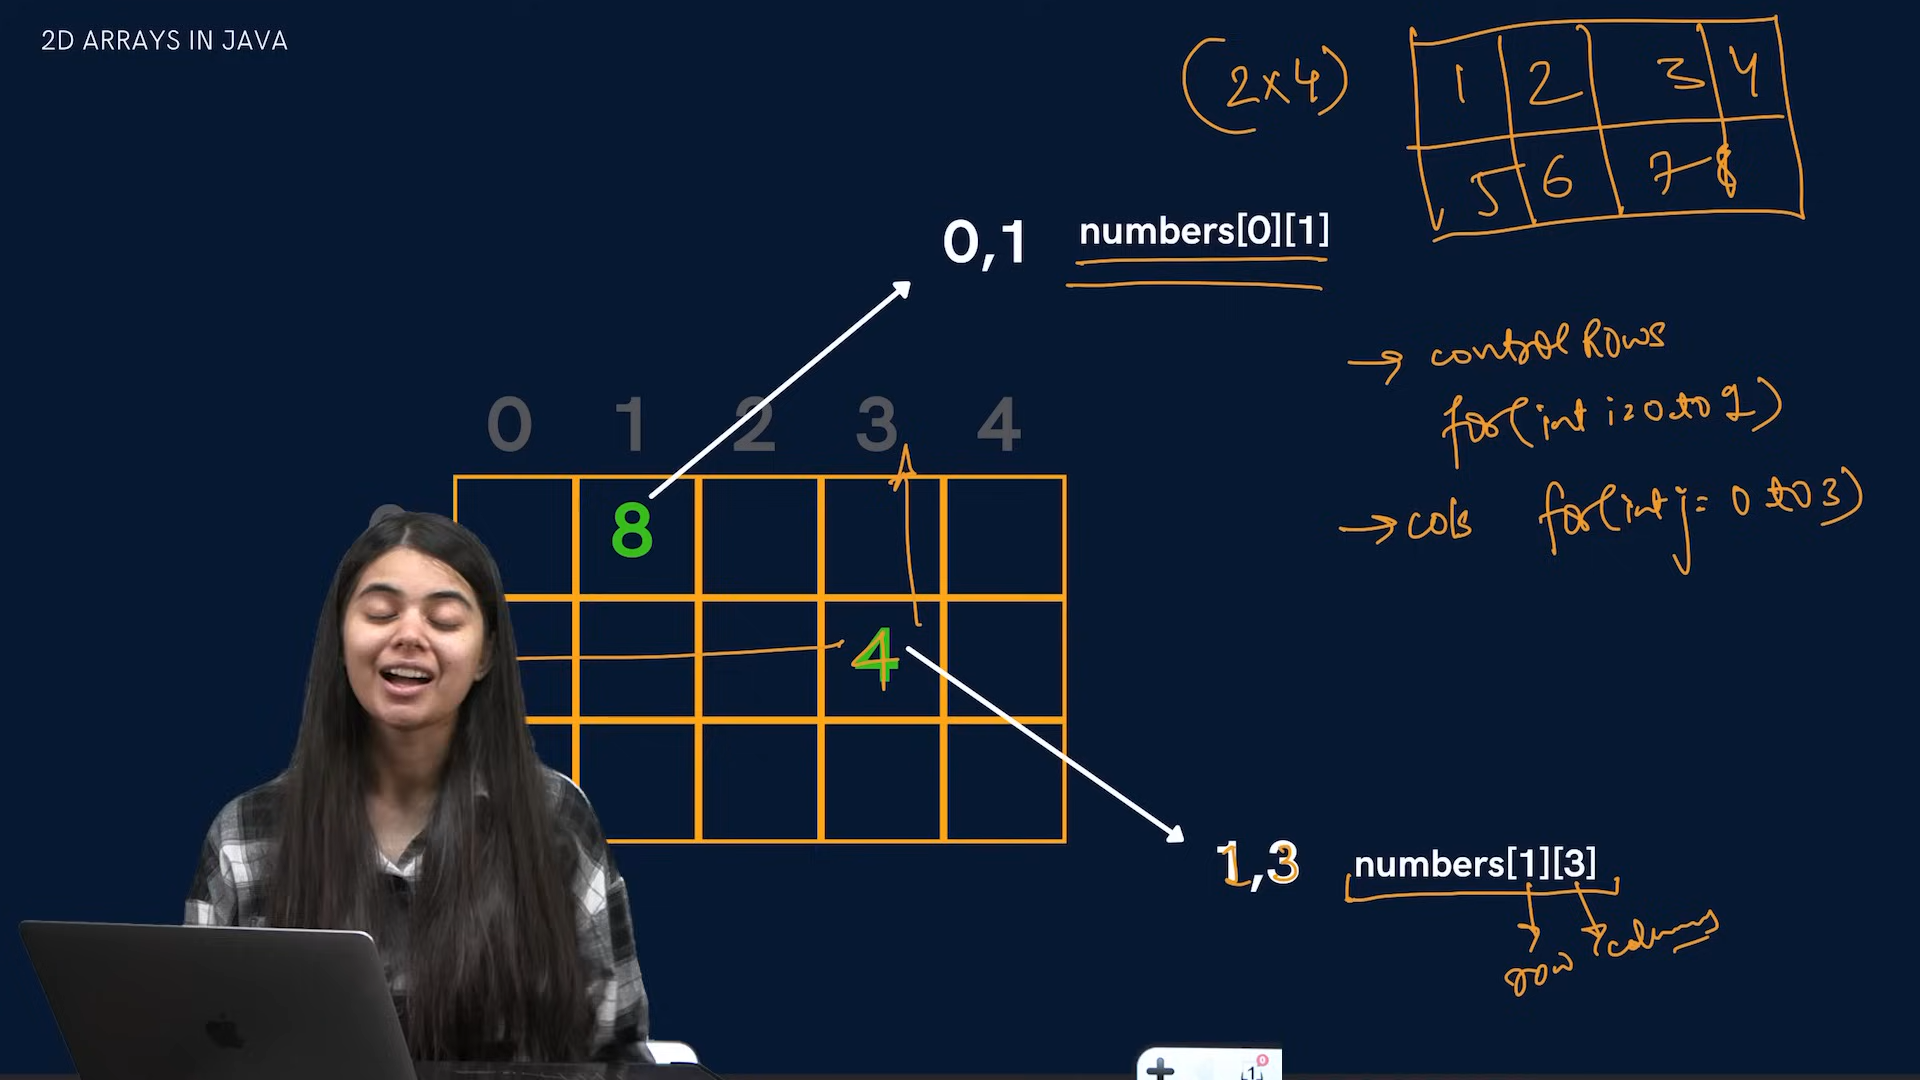 2D ARRAYS IN JAVA
(2x4)
1 2 3 4
5 6 7 8
0,1 numbers[0][1]
→ control Rows
for(int i=0 to 1)
→ cols for(int j= 0 to 3)
0 1 2 3 4
8
4
1,3 numbers[1][3]
row columns